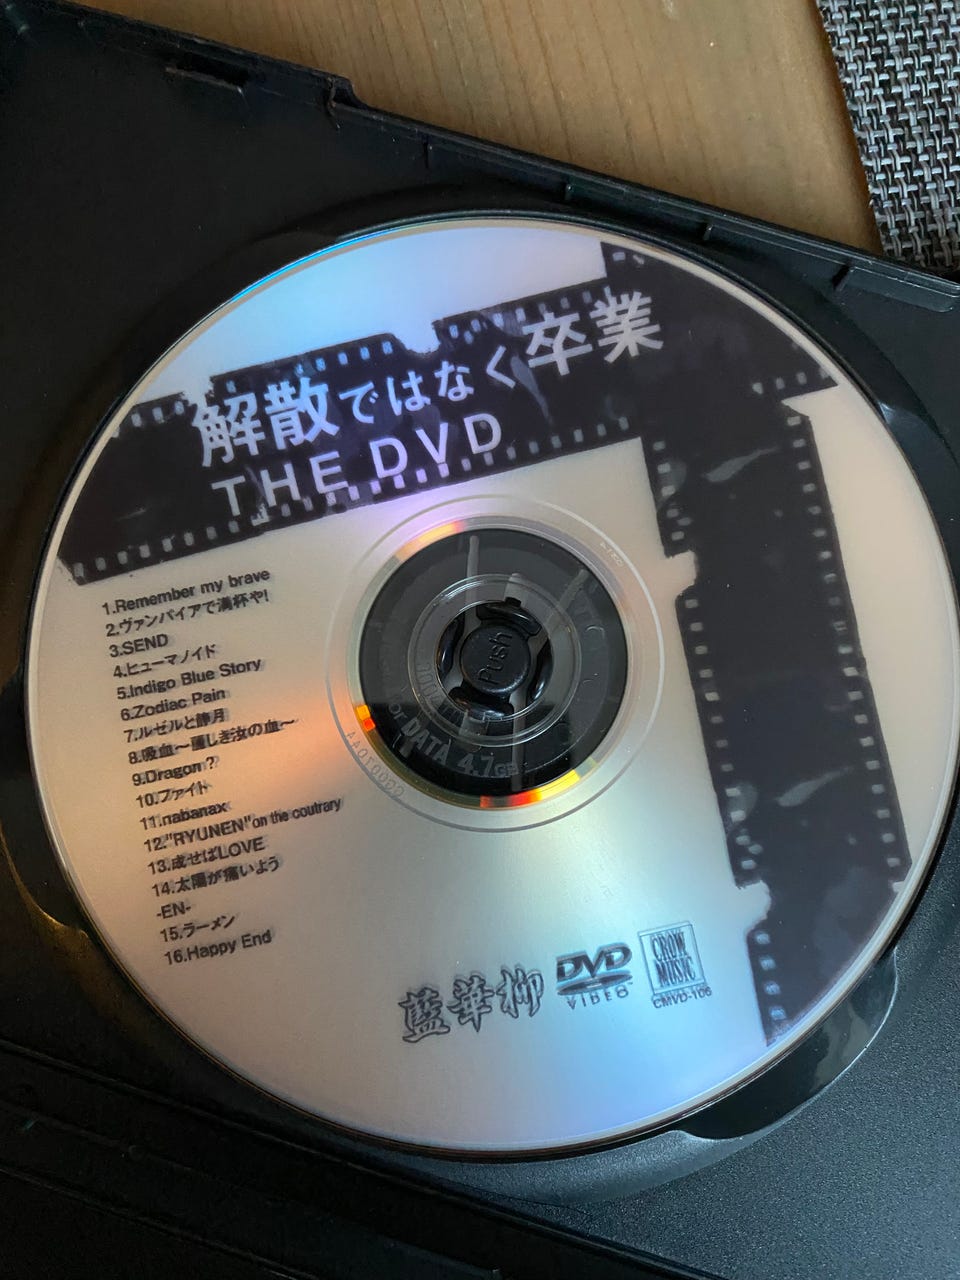 解散ではなく卒業
THE DVD
1.Remember my brave
2.ヴァンパイアで満杯や!
3.SEND
4.ヒューマノイド
5.Indigo Blue Story
6.Zodiac Pain
7.ルゼルと餝月
8.吸血〜麗しき汝の血〜
9.Dragon?
10.ファイト
11.nabanax
12."RYUNEN"on the coutrary
13.成せばLOVE
14.太陽が痛いよう
-EN-
15.ラーメン
16.Happy End
Push
for DATA 4.7GB
藍華柳
DVD
VIDEO
CROW
MUSIC
CMVD-106